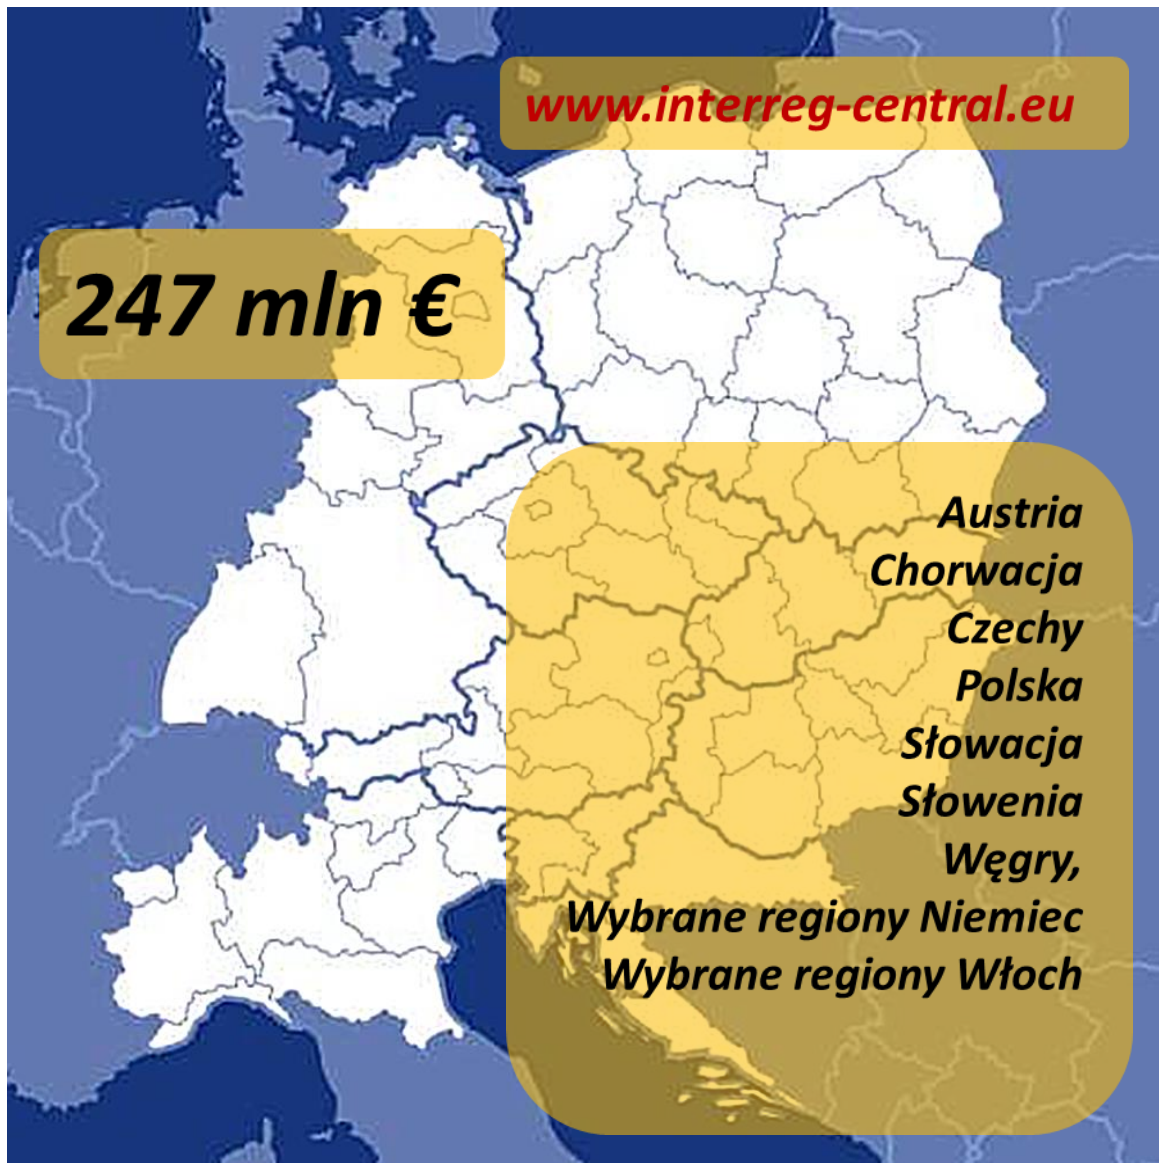 www.interreg-central.eu
247 mln €
Austria
Chorwacja
Czechy
Polska
Słowacja
Słowenia
Węgry,
Wybrane regiony Niemiec
Wybrane regiony Włoch